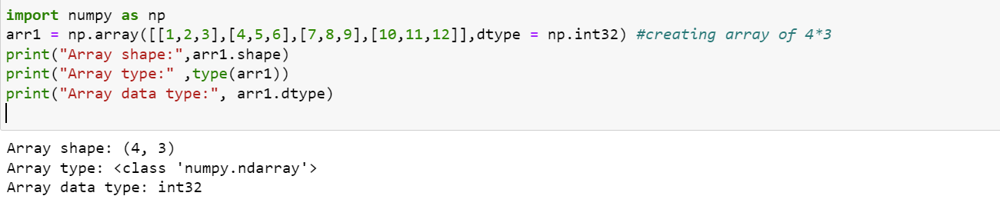 import numpy as np
arr1 = np.array([[1,2,3],[4,5,6],[7,8,9],[10,11,12]],dtype = np.int32) #creating array of 4*3
print("Array shape:",arr1.shape)
print("Array type:" ,type(arr1))
print("Array data type:", arr1.dtype)
Array shape: (4, 3)
Array type: <class 'numpy.ndarray'>
Array data type: int32